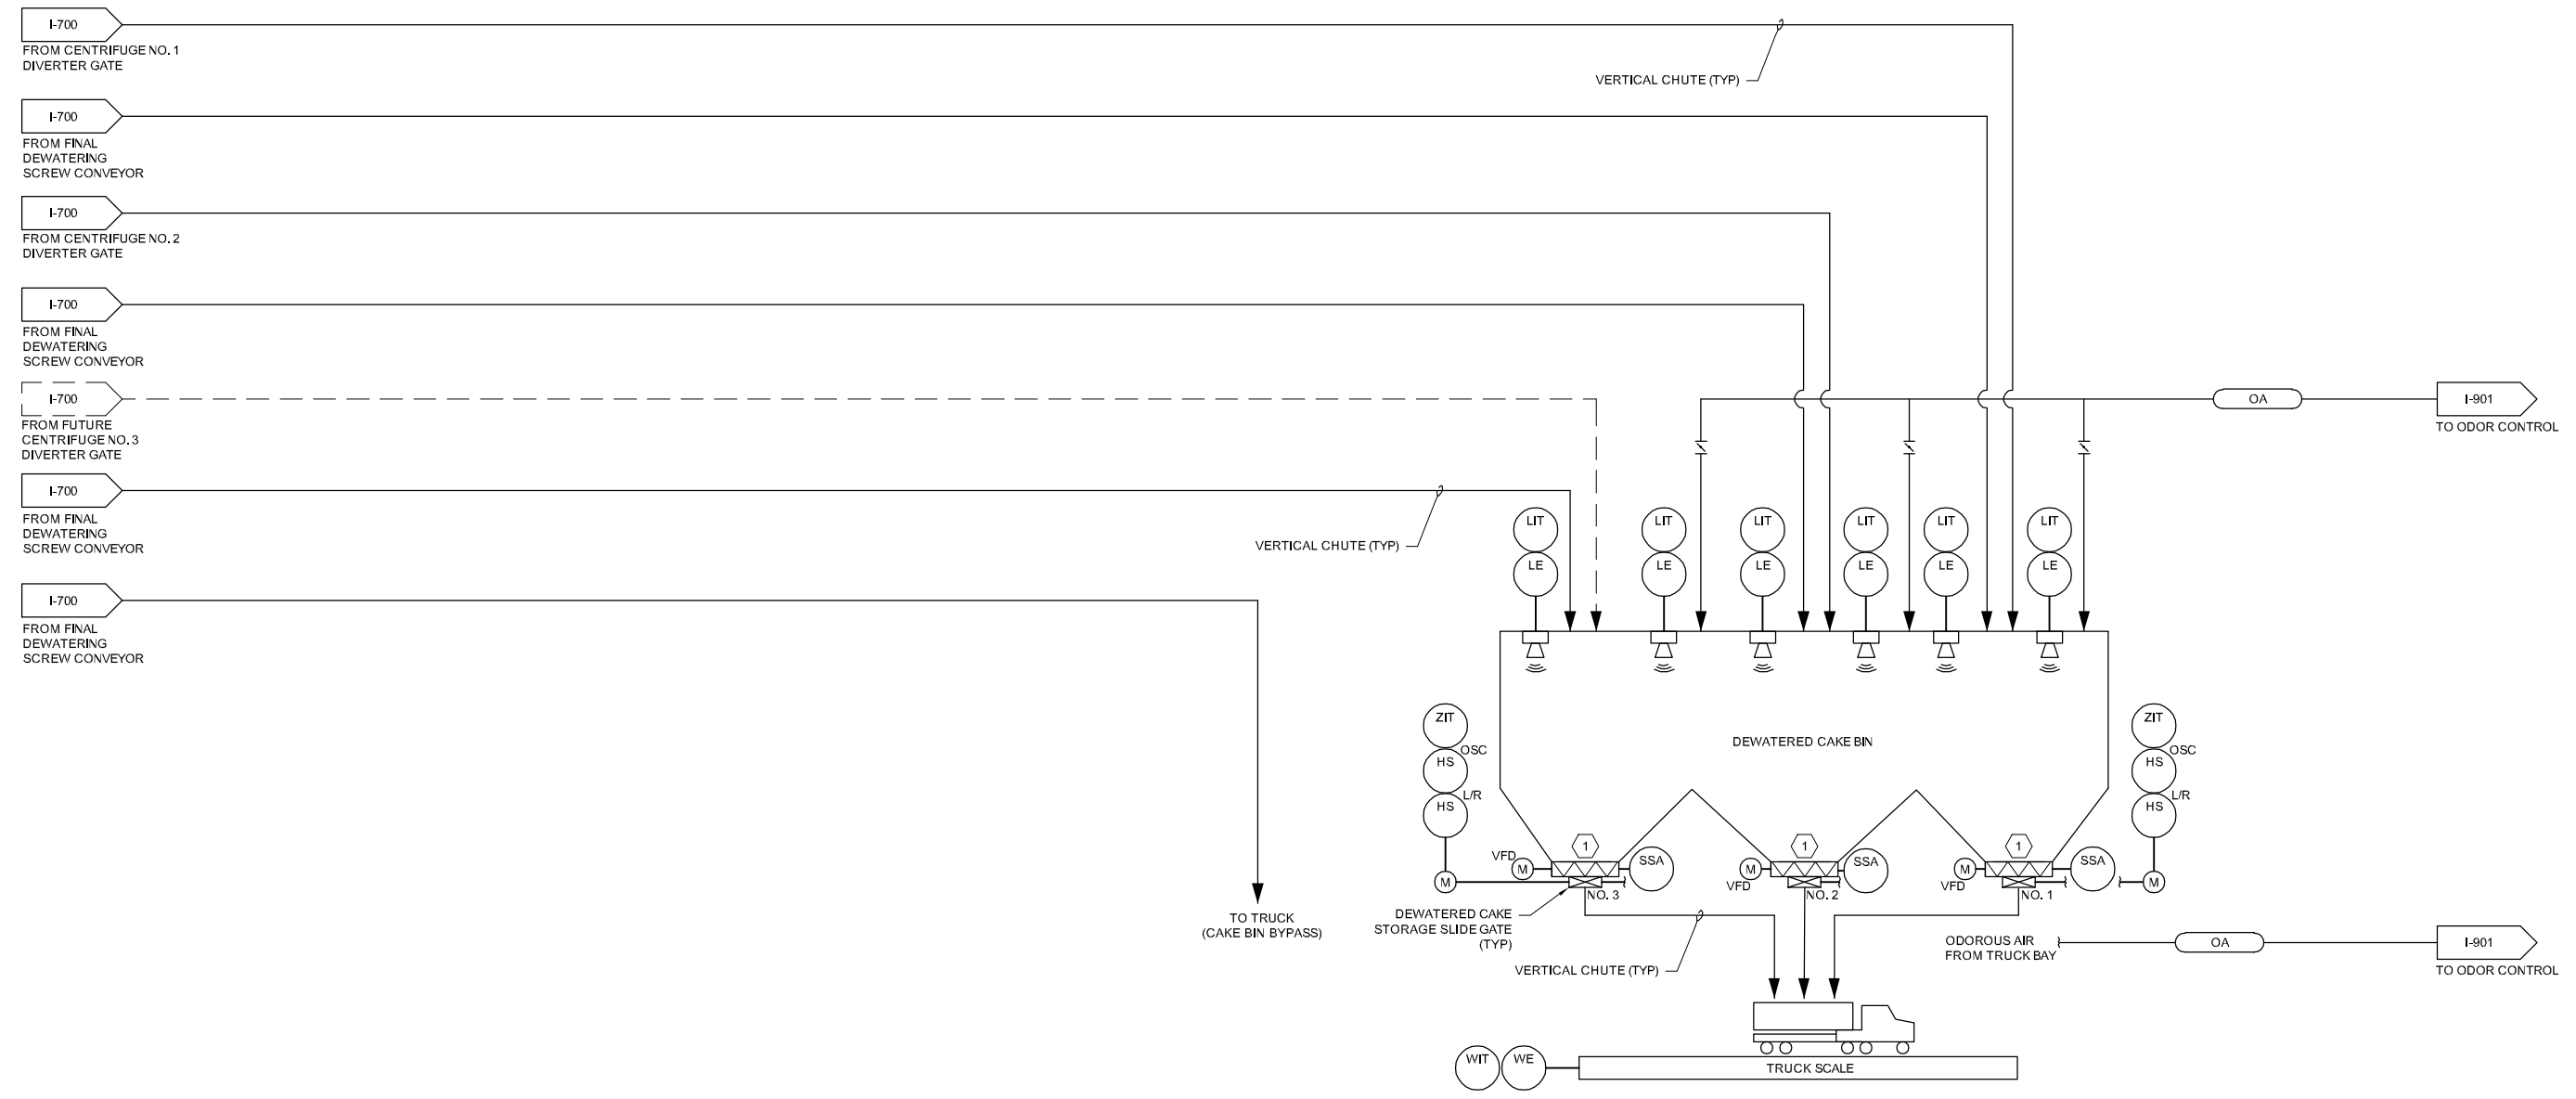 I-700
FROM CENTRIFUGE NO. 1
DIVERTER GATE
VERTICAL CHUTE (TYP)
I-700
FROM FINAL
DEWATERING
SCREW CONVEYOR
I-700
FROM CENTRIFUGE NO. 2
DIVERTER GATE
I-700
FROM FINAL
DEWATERING
SCREW CONVEYOR
I-700
FROM FUTURE
CENTRIFUGE NO. 3
DIVERTER GATE
OA
I-901
TO ODOR CONTROL
I-700
FROM FINAL
DEWATERING
SCREW CONVEYOR
VERTICAL CHUTE (TYP)
LIT
LIT
LIT
LIT
LIT
LIT
LE
LE
LE
LE
LE
LE
I-700
FROM FINAL
DEWATERING
SCREW CONVEYOR
TO TRUCK
(CAKE BIN BYPASS)
DEWATERED CAKE BIN
ZIT
OSC
HS
L/R
HS
M
ZIT
OSC
HS
L/R
HS
M
1
1
1
VFD
M
SSA
NO. 3
M
VFD
SSA
NO. 2
M
VFD
SSA
NO. 1
DEWATERED CAKE
STORAGE SLIDE GATE
(TYP)
VERTICAL CHUTE (TYP)
ODOROUS AIR
FROM TRUCK BAY
OA
I-901
TO ODOR CONTROL
WIT
WE
TRUCK SCALE